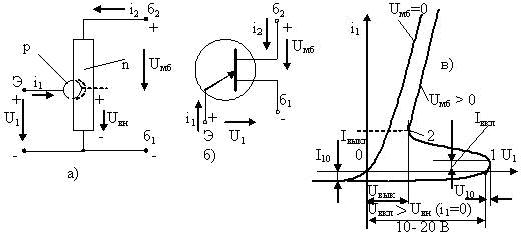 i₂
б₂
+
p
n
Э
i₁
+
U₁
-
Uмб
Uвн
+
-
б₁
-
а)
б₂
i₂
+
Uмб
б₁
-
i₁
Э
+
U₁
б)
Uмб=0
i₁
в)
Uмб > 0
Iвкл
Iвыкл
2
I₁₀
0
1
U₁
Uвык
U₁₀
Uвкл > Uвн (i₁=0)
10- 20 В